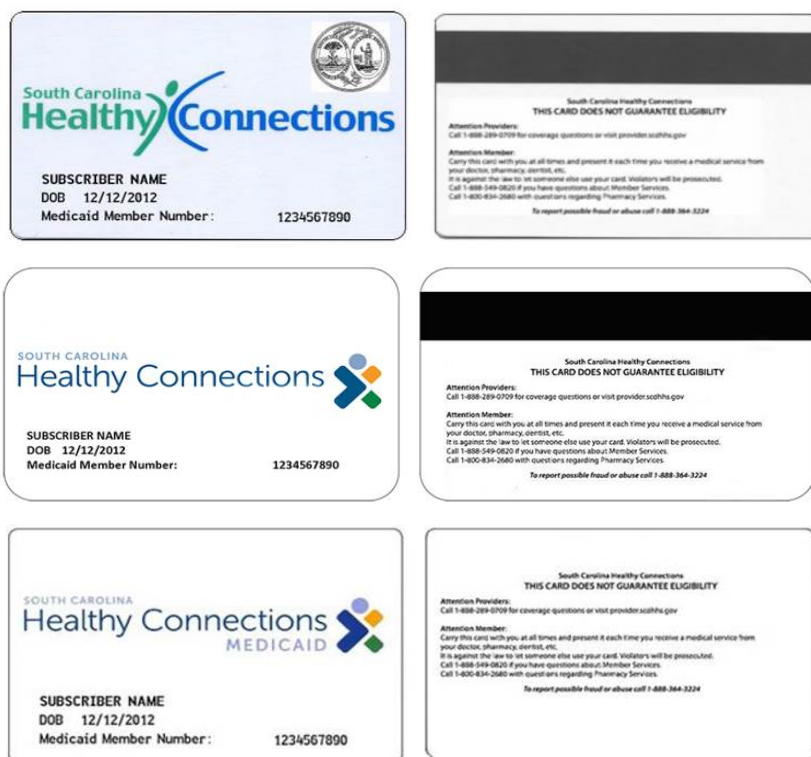 South Carolina
Healthy Connections
SUBSCRIBER NAME
DOB 12/12/2012
Medicaid Member Number: 1234567890
South Carolina Healthy Connections
THIS CARD DOES NOT GUARANTEE ELIGIBILITY
Attention Providers:
Call 1-888-289-0709 for coverage questions or visit provider.scdhhs.gov
Attention Member:
Carry this card with you at all times and present it each time you receive a medical service from
your doctor, pharmacy, dentist, etc.
It is against the law to let someone else use your card. Violators will be prosecuted.
Call 1-888-549-0820 if you have questions about Member Services.
Call 1-800-834-2680 with questions regarding Pharmacy Services.
To report possible fraud or abuse call 1-888-364-3224
SOUTH CAROLINA
Healthy Connections
SUBSCRIBER NAME
DOB 12/12/2012
Medicaid Member Number: 1234567890
South Carolina Healthy Connections
THIS CARD DOES NOT GUARANTEE ELIGIBILITY
Attention Providers:
Call 1-888-289-0709 for coverage questions or visit provider.scdhhs.gov
Attention Member:
Carry this card with you at all times and present it each time you receive a medical service from
your doctor, pharmacy, dentist, etc.
It is against the law to let someone else use your card. Violators will be prosecuted.
Call 1-888-549-0820 if you have questions about Member Services.
Call 1-800-834-2680 with questions regarding Pharmacy Services.
To report possible fraud or abuse call 1-888-364-3224
SOUTH CAROLINA
Healthy Connections
MEDICAID
SUBSCRIBER NAME
DOB 12/12/2012
Medicaid Member Number: 1234567890
South Carolina Healthy Connections
THIS CARD DOES NOT GUARANTEE ELIGIBILITY
Attention Providers:
Call 1-888-289-0709 for coverage questions or visit provider.scdhhs.gov
Attention Member:
Carry this card with you at all times and present it each time you receive a medical service from
your doctor, pharmacy, dentist, etc.
It is against the law to let someone else use your card. Violators will be prosecuted.
Call 1-888-549-0820 if you have questions about Member Services.
Call 1-800-834-2680 with questions regarding Pharmacy Services.
To report possible fraud or abuse call 1-888-364-3224